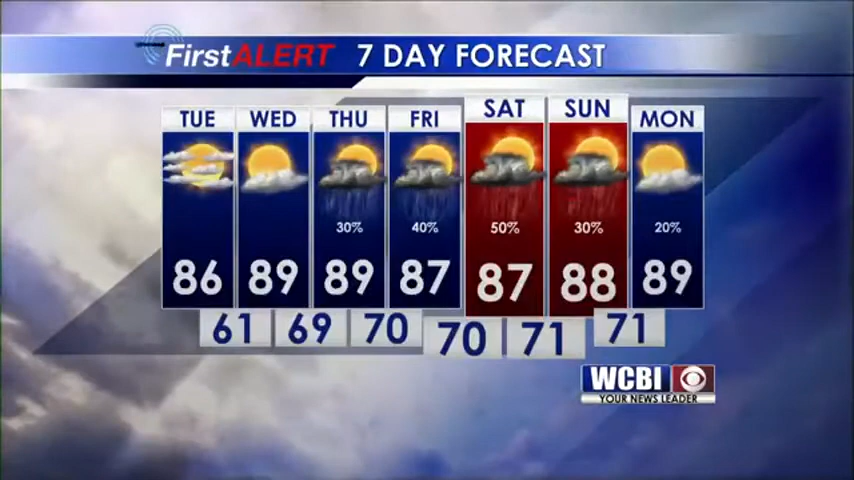 FirstALERT 7 DAY FORECAST
TUE WED THU FRI SAT SUN MON
30% 40% 50% 30% 20%
86 89 89 87 87 88 89
61 69 70 70 71 71
WCBI
YOUR NEWS LEADER